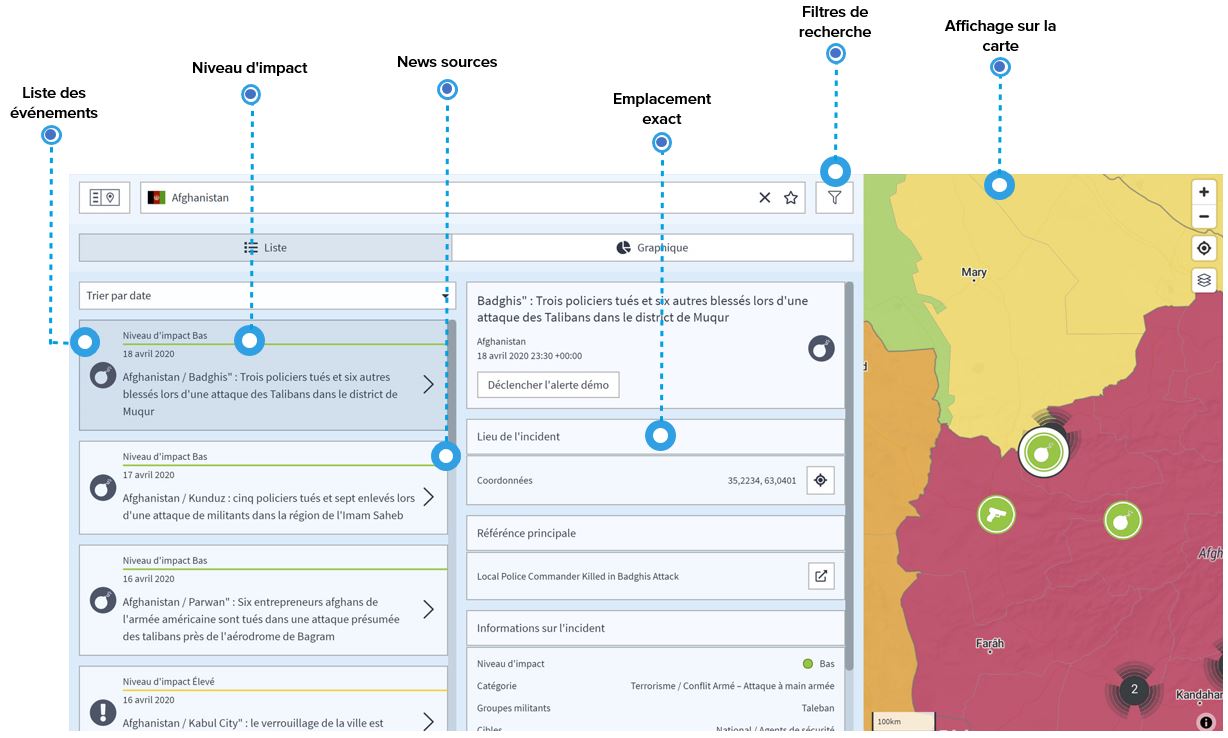 Filtres de
recherche
Affichage sur la
carte
News sources
Niveau d'impact
Liste des
événements
Emplacement
exact
Afghanistan
Liste
Graphique
Trier par date
Niveau d'impact Bas
18 avril 2020
Afghanistan / Badghis" : Trois policiers tués et six autres
blessés lors d'une attaque des Talibans dans le district de
Muqur
Niveau d'impact Bas
17 avril 2020
Afghanistan / Kunduz : cinq policiers tués et sept enlevés lors
d'une attaque de militants dans la région de l'Imam Saheb
Niveau d'impact Bas
16 avril 2020
Afghanistan / Parwan" : Six entrepreneurs afghans de
l'armée américaine sont tués dans une attaque présumée
des talibans près de l'aérodrome de Bagram
Niveau d'impact Élevé
16 avril 2020
Afghanistan / Kabul City" : le verrouillage de la ville est
Badghis" : Trois policiers tués et six autres blessés lors d'une
attaque des Talibans dans le district de Muqur
Afghanistan
18 avril 2020 23:30 +00:00
Déclencher l'alerte démo
Lieu de l'incident
Coordonnées 35,2234, 63,0401
Référénce principale
Local Police Commander Killed in Badghis Attack
Informations sur l'incident
Niveau d'impact Bas
Catégorie Terrorisme / Conflit Armé – Attaque à main armée
Groupes militants Taleban
Cibles National / Agents de sécurité
+
−
Mary
d
Afgh
Farāh
2
Kandahar
100km